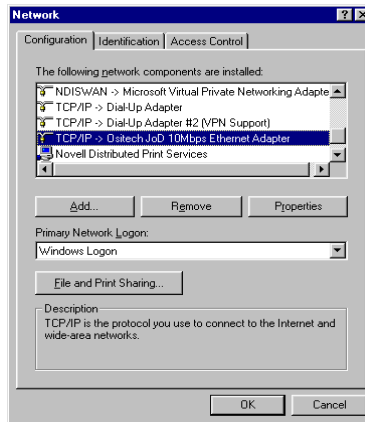 Network
Configuration Identification Access Control
The following network components are installed:
NDISWAN -> Microsoft Virtual Private Networking Adapte
TCP/IP -> Dial-Up Adapter
TCP/IP -> Dial-Up Adapter #2 (VPN Support)
TCP/IP -> Ositech JoD 10Mbps Ethernet Adapter
Novell Distributed Print Services
Add... Remove Properties
Primary Network Logon:
Windows Logon
File and Print Sharing...
Description
TCP/IP is the protocol you use to connect to the Internet and
wide-area networks.
OK Cancel